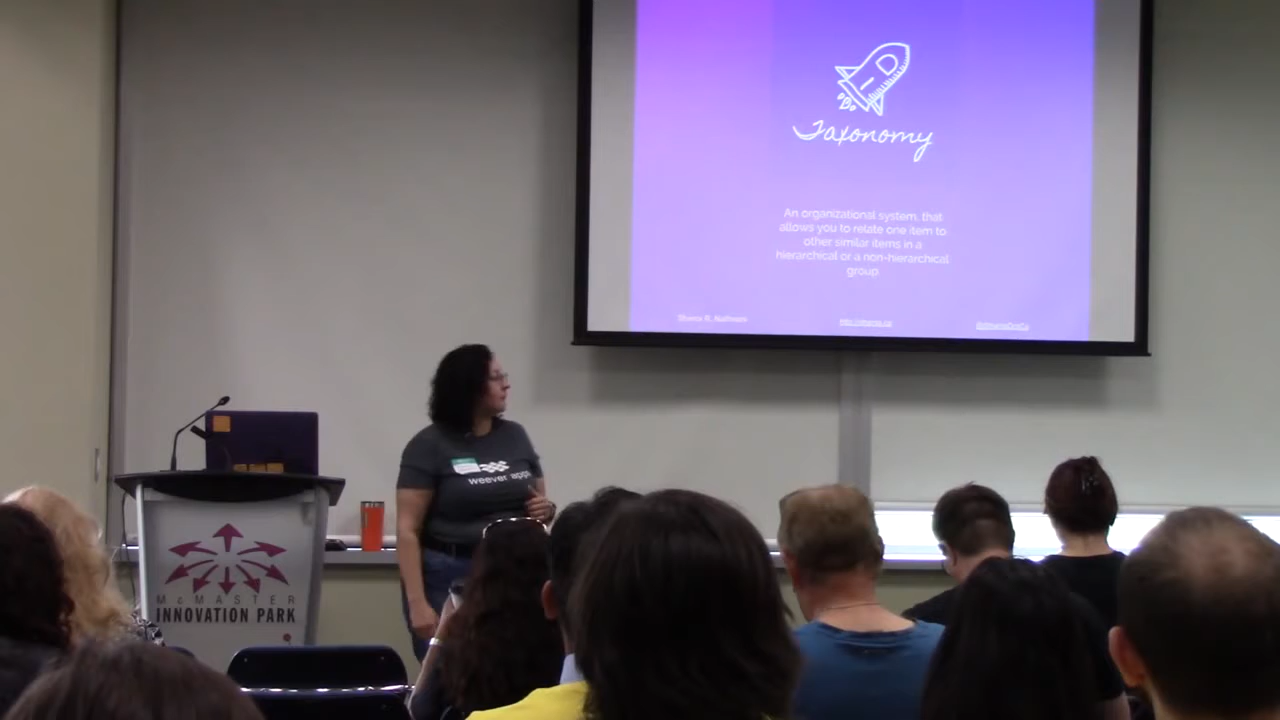 Taxonomy
An organizational system, that
allows you to relate one item to
other similar items in a
hierarchical or a non-hierarchical
group.
weever apps
McMASTER
INNOVATION PARK